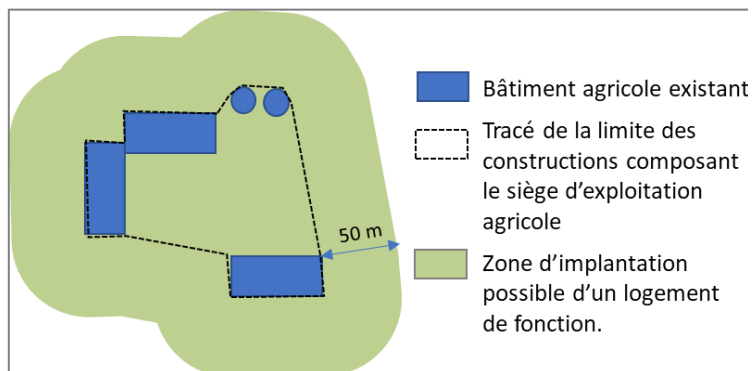 Bâtiment agricole existant
Tracé de la limite des
constructions composant
le siège d'exploitation
agricole
50 m
Zone d'implantation
possible d'un logement
de fonction.